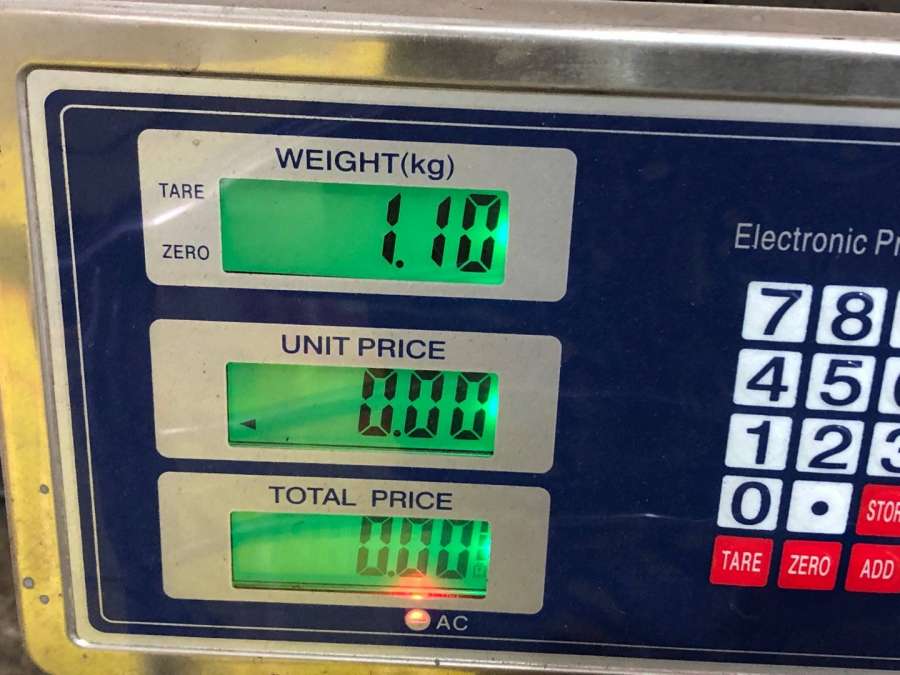 WEIGHT(kg)
TARE
1.10
ZERO
UNIT PRICE
0.00
TOTAL PRICE
0.00
AC
Electronic
7 8
4 5
1 2 3
0 •
TARE ZERO ADD